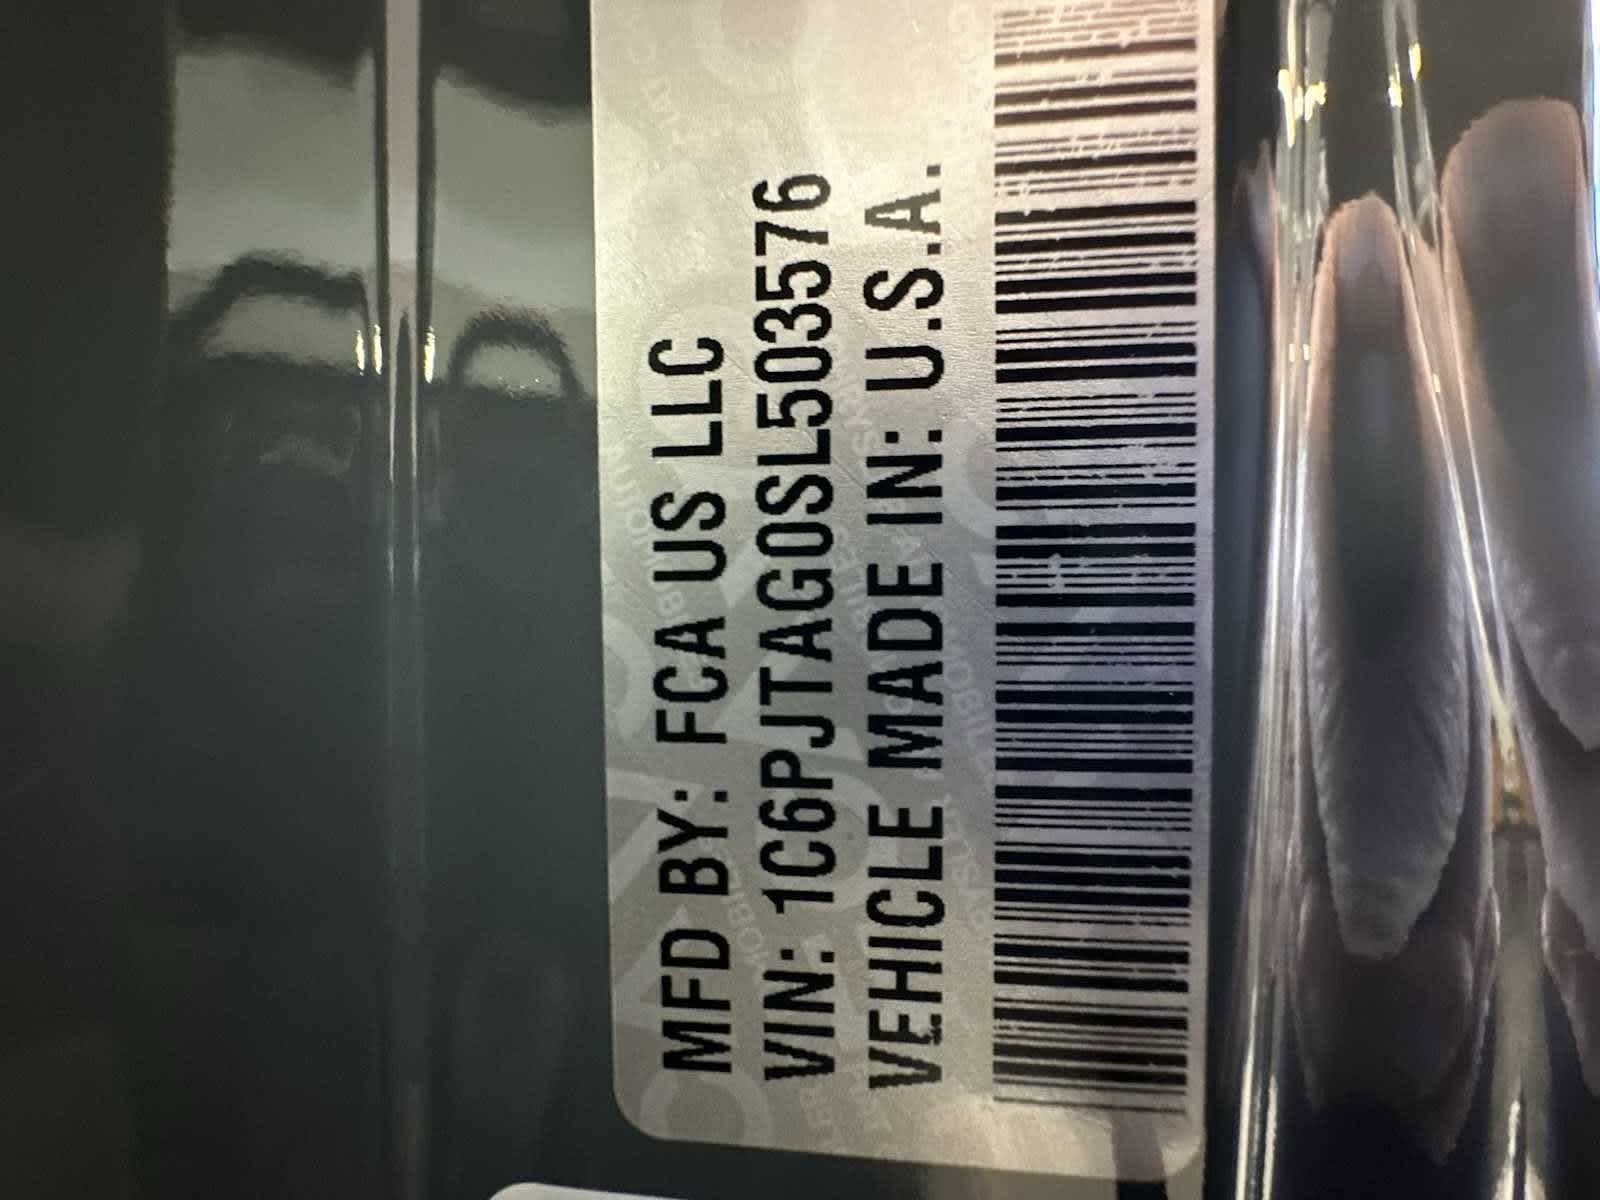 MFD BY: FCA US LLC
VIN: 1C6PJTAG0SL503576
VEHICLE MADE IN: U.S.A.